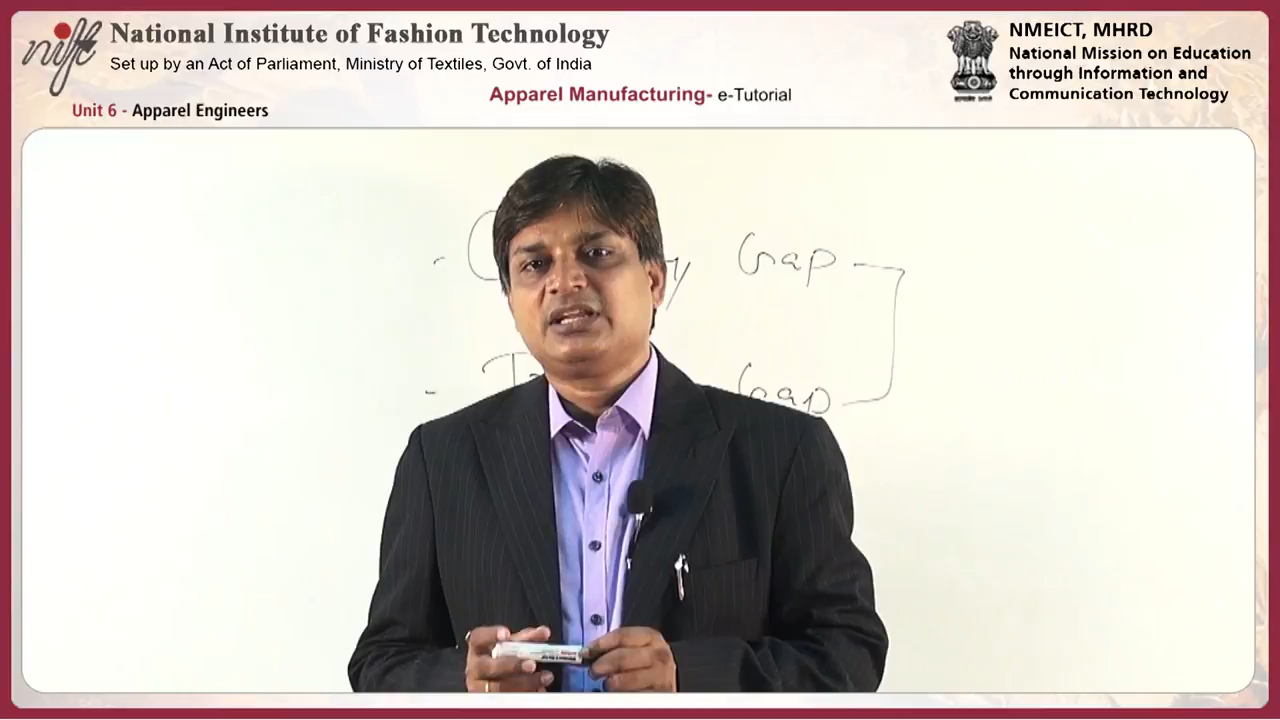 nift
National Institute of Fashion Technology
Set up by an Act of Parliament, Ministry of Textiles, Govt. of India
NMEICT, MHRD
National Mission on Education
through Information and
Communication Technology
Apparel Manufacturing- e-Tutorial
Unit 6 - Apparel Engineers
Gap
Gap